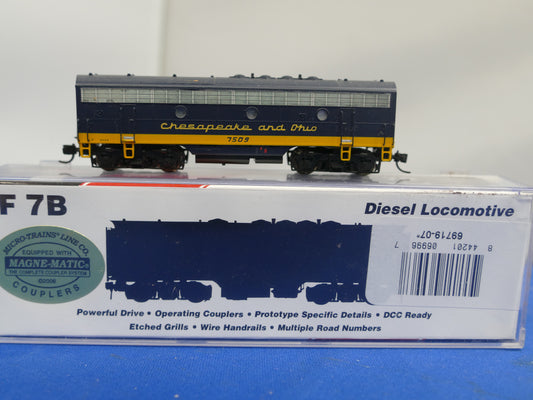 Chesapeake and Ohio
7509
F 7B
Diesel Locomotive
MICRO-TRAINS® LINE CO.
EQUIPPED WITH
MAGNE-MATIC®
THE COMPLETE COUPLER SYSTEM
COUPLERS
69719-07*
8 44201 06996 7
Powerful Drive • Operating Couplers • Prototype Specific Details • DCC Ready
Etched Grills • Wire Handrails • Multiple Road Numbers